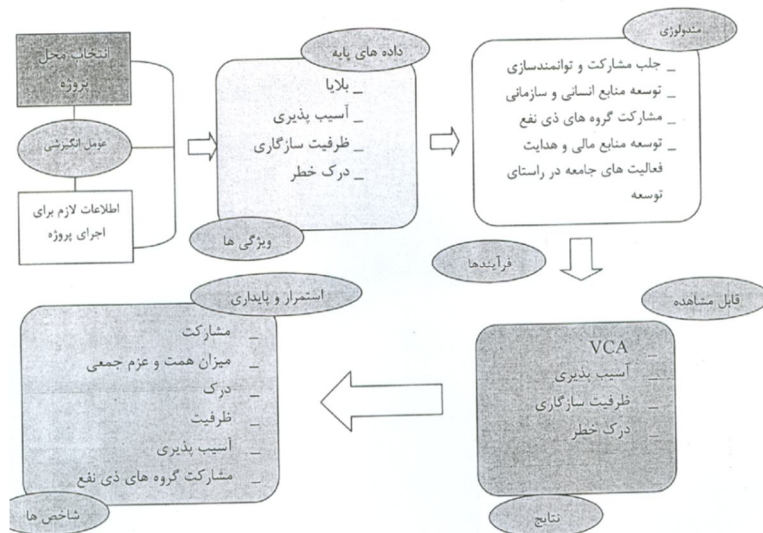 انتخاب محل
پروژه
عوامل انگیزشی
اطلاعات لازم برای
اجرای پروژه
داده های پایه
_ بلایا
_ آسیب پذیری
_ ظرفیت سازگاری
_ درک خطر
ویژگی ها
متدولوژی
_ جلب مشارکت و توانمندسازی
_ توسعه منابع انسانی و سازمانی
_ مشارکت گروه های ذی نفع
_ توسعه منابع مالی و هدایت
فعالیت های جامعه در راستای
توسعه
فرآیندها
قابل مشاهده
_ VCA
_ آسیب پذیری
_ ظرفیت سازگاری
_ درک خطر
نتایج
استمرار و پایداری
_ مشارکت
_ میزان همت و عزم جمعی
_ درک
_ ظرفیت
_ آسیب پذیری
_ مشارکت گروه های ذی نفع
شاخص ها